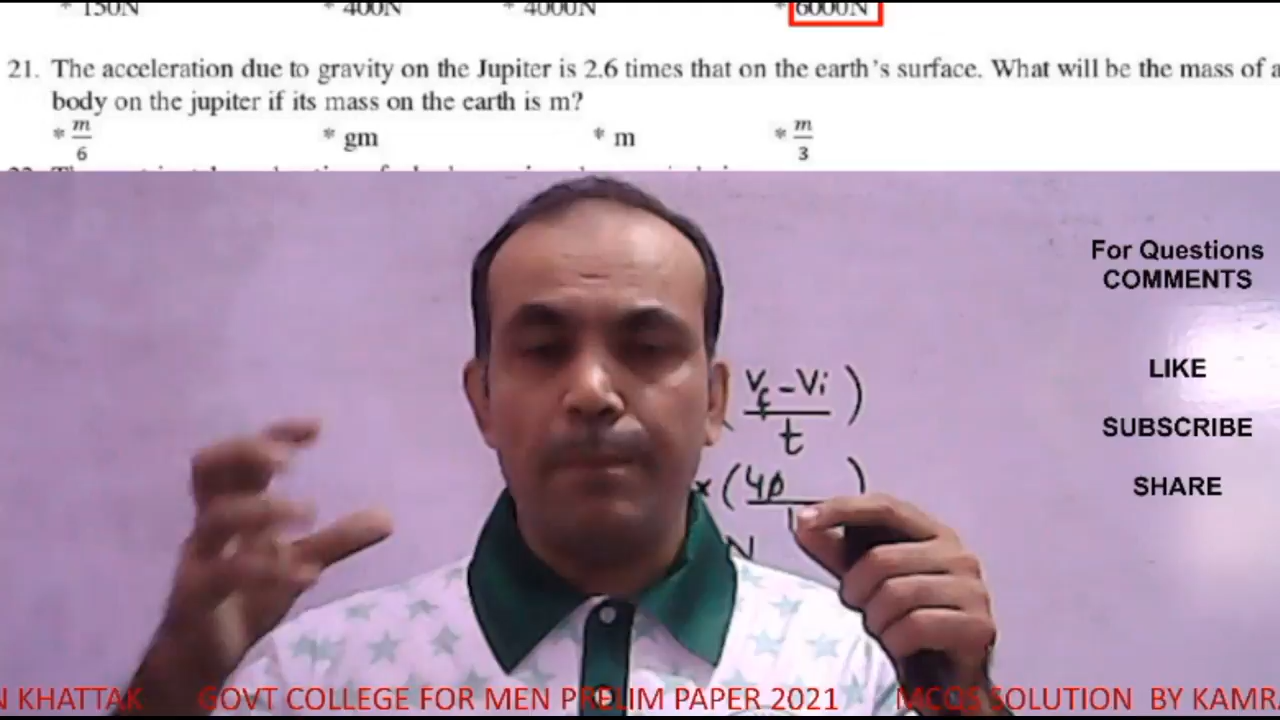 * 150N * 400N * 4000N * 6000N
21. The acceleration due to gravity on the Jupiter is 2.6 times that on the earth's surface. What will be the mass of a
body on the jupiter if its mass on the earth is m?
* m/6 * gm * m * m/3
For Questions
COMMENTS
LIKE
SUBSCRIBE
SHARE
Vf - Vi )
t
× ( 40 )
N
N KHATTAK GOVT COLLEGE FOR MEN PRELIM PAPER 2021 MCQS SOLUTION BY KAMRA